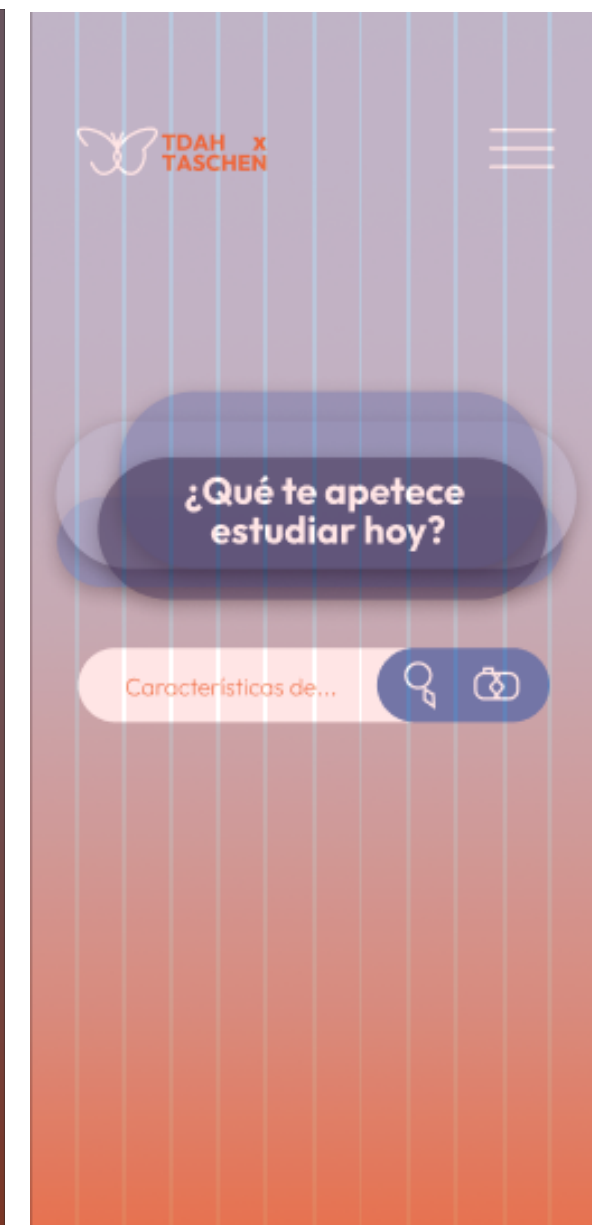 TDAH x
TASCHEN
¿Qué te apetece
estudiar hoy?
Características de...